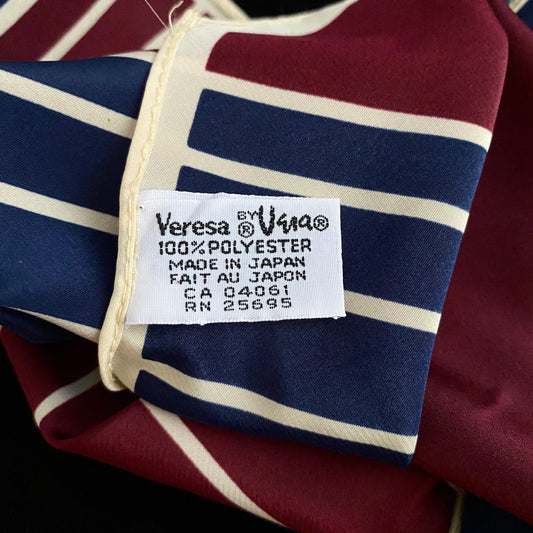 Veresa ® BY Vera®
100% POLYESTER
MADE IN JAPAN
FAIT AU JAPON
CA 04061
RN 25695